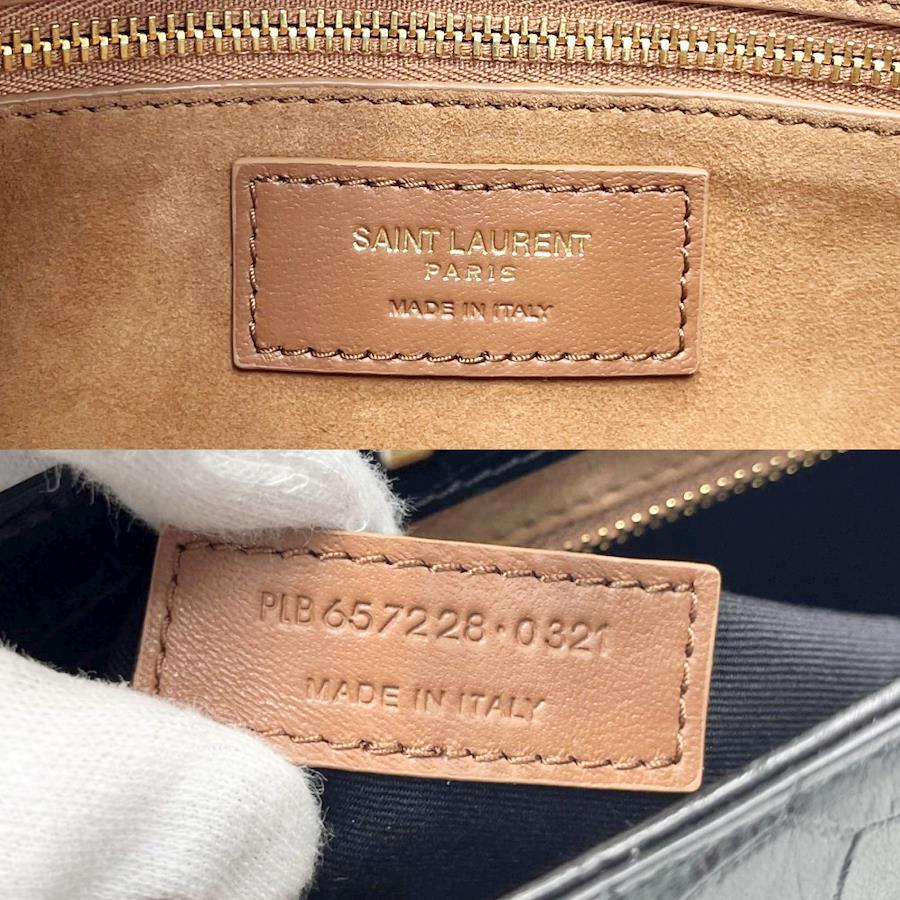 SAINT LAURENT
PARIS
MADE IN ITALY
PLB657228·0321
MADE IN ITALY